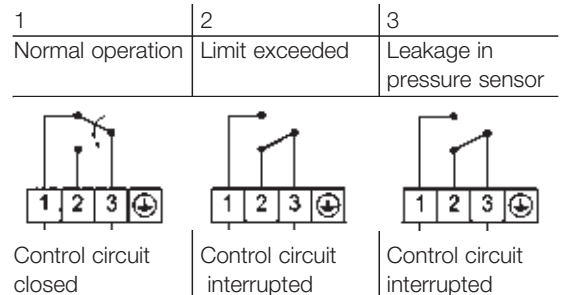 1 2 3
Normal operation Limit exceeded Leakage in
pressure sensor
1 2 3 1 2 3 1 2 3
Control circuit Control circuit Control circuit
closed interrupted interrupted